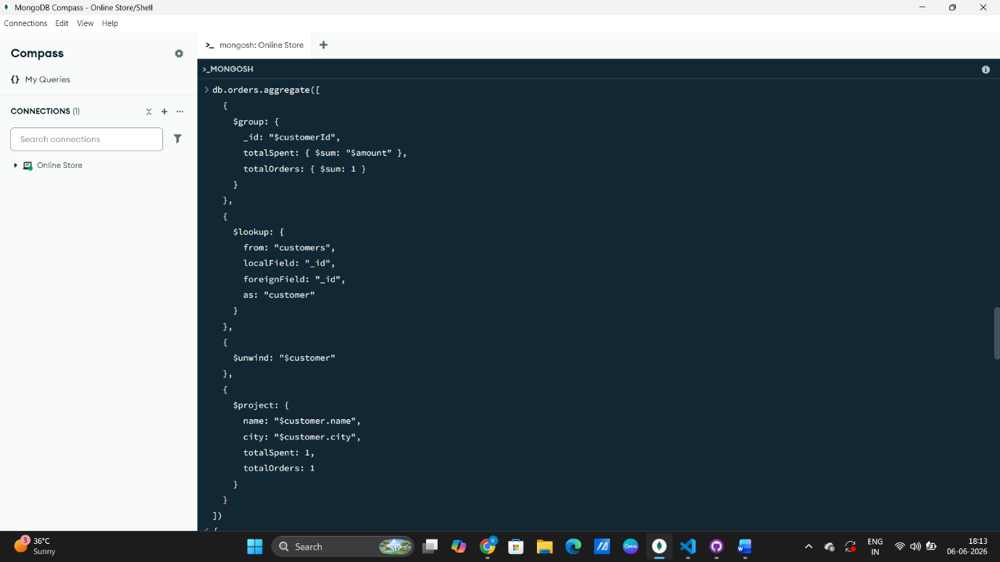 MongoDB Compass - Online Store/Shell
Connections Edit View Help
Compass
{} My Queries
CONNECTIONS (1)
Search connections
Online Store
>_ mongosh: Online Store +
>_MONGOSH
db.orders.aggregate([
{
$group: {
_id: "$customerId",
totalSpent: { $sum: "$amount" },
totalOrders: { $sum: 1 }
}
},
{
$lookup: {
from: "customers",
localField: "_id",
foreignField: "_id",
as: "customer"
}
},
{
$unwind: "$customer"
},
{
$project: {
name: "$customer.name",
city: "$customer.city",
totalSpent: 1,
totalOrders: 1
}
}
])
3
36°C
Sunny
Search
K
Canva
W
ENG
IN
18:13
06-06-2026